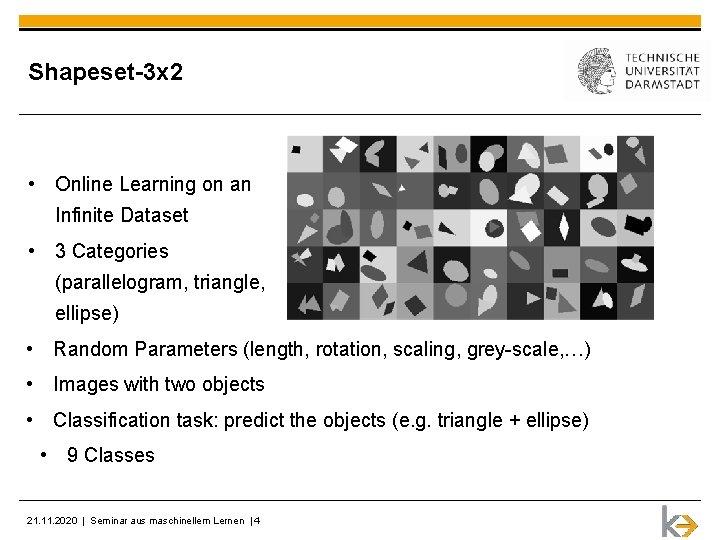 Shapeset-3x2
TECHNISCHE
UNIVERSITÄT
DARMSTADT
• Online Learning on an
Infinite Dataset
• 3 Categories
(parallelogram, triangle,
ellipse)
• Random Parameters (length, rotation, scaling, grey-scale,…)
• Images with two objects
• Classification task: predict the objects (e.g. triangle + ellipse)
• 9 Classes
21.11.2020 | Seminar aus maschinellem Lernen | 4